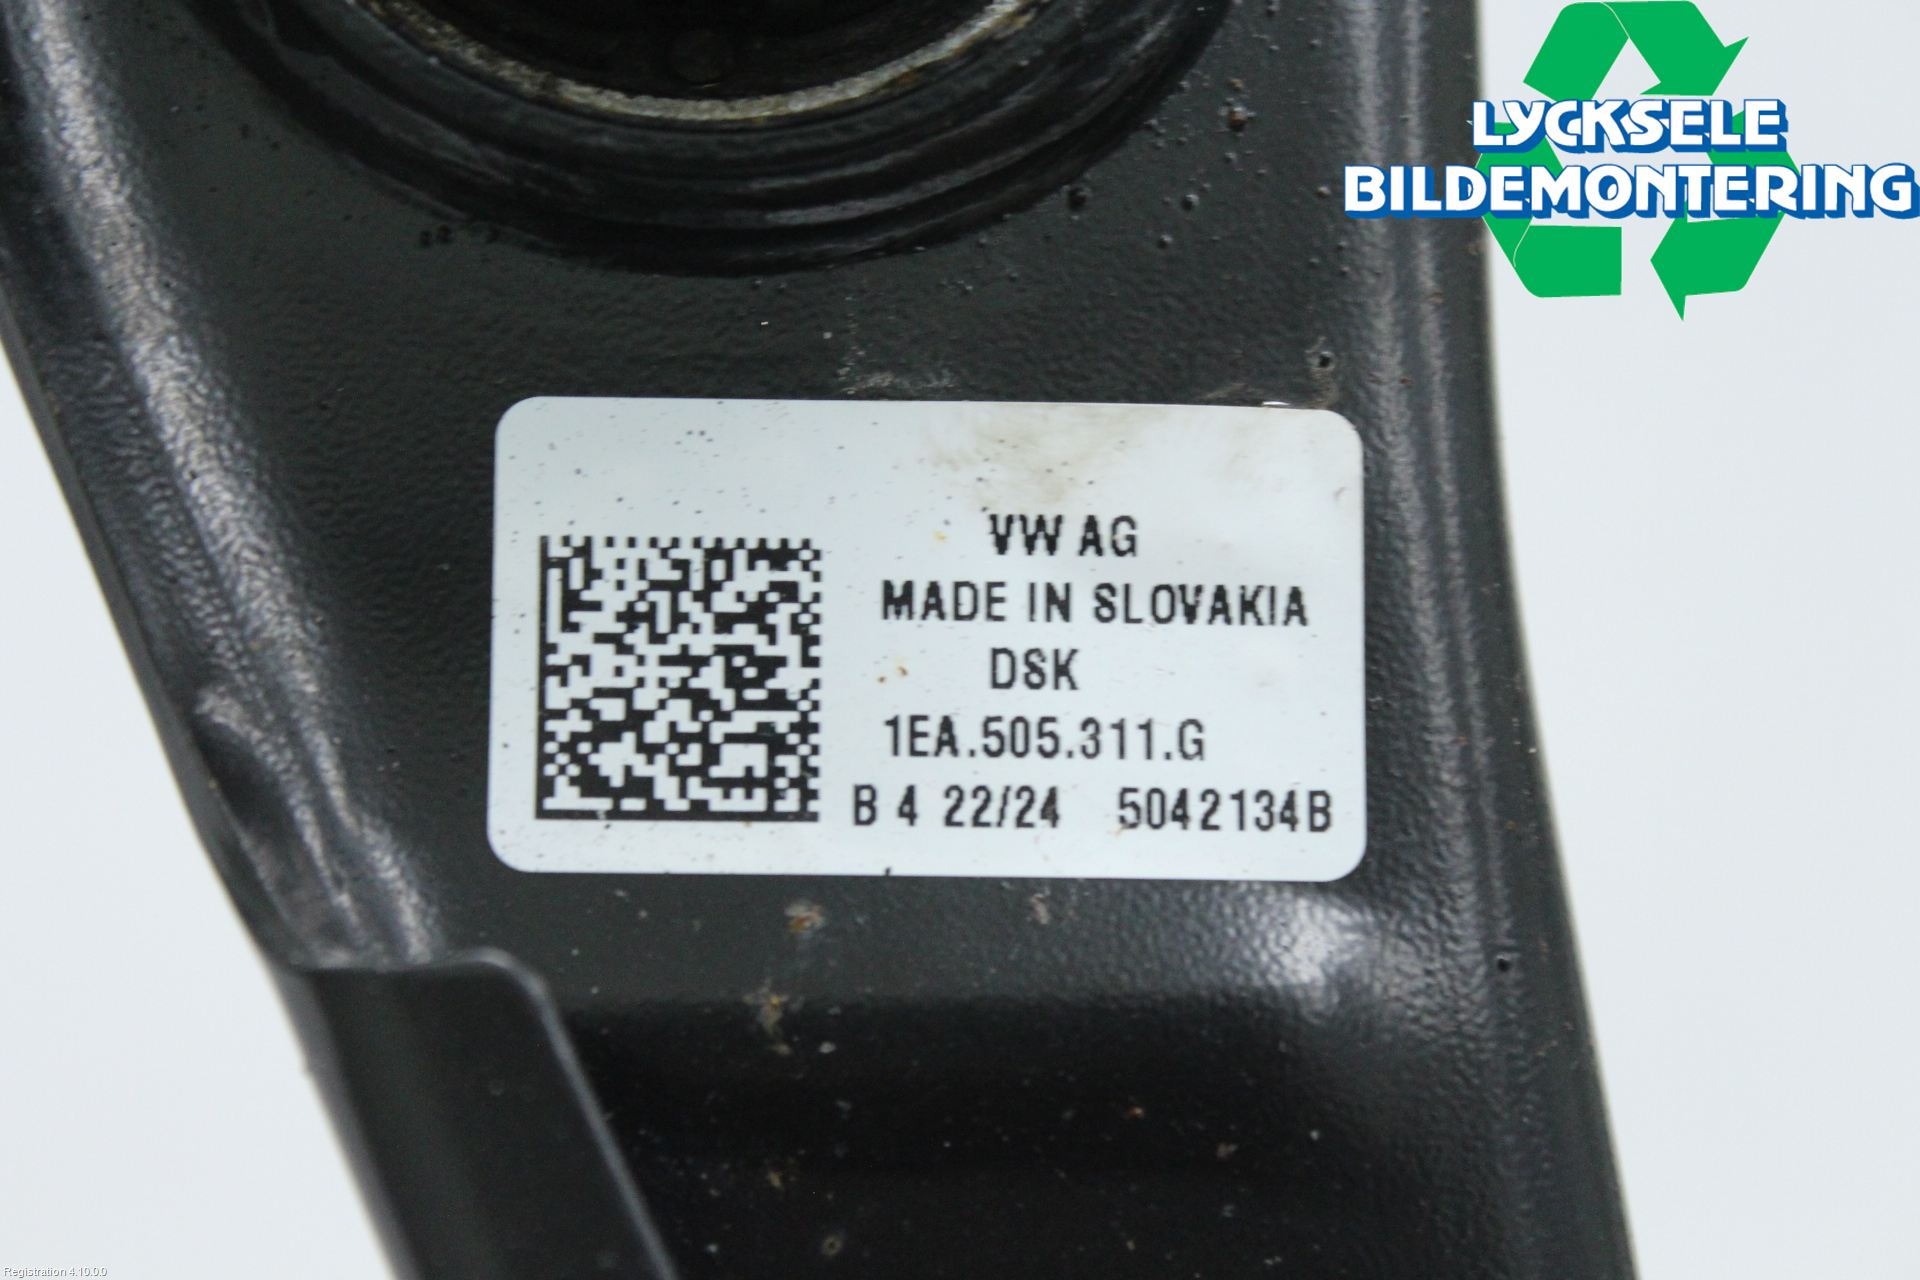 LYCKSELE
BILDEMONTERING
VW AG
MADE IN SLOVAKIA
DSK
1EA.505.311.G
B 4 22/24 5042134B
Registration 4.10.0.0